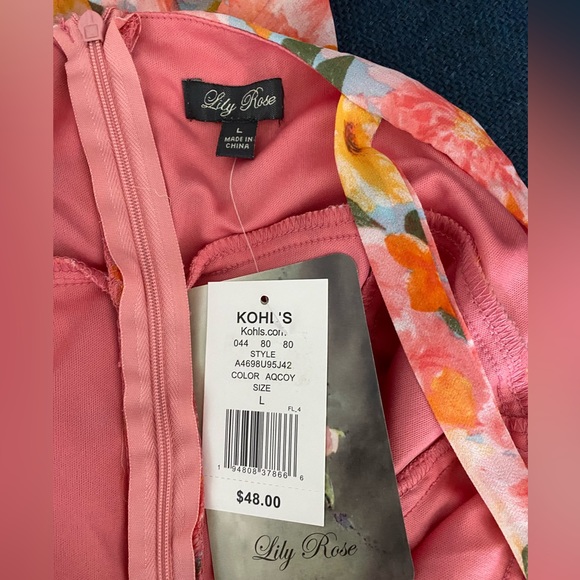 Lily Rose
L
MADE IN
CHINA
KOHL'S
Kohls.com
044 80 80
STYLE
A4698U95J42
COLOR AQCOY
SIZE
L
FL_4
1 94808 37866 6
$48.00
Lily Rose